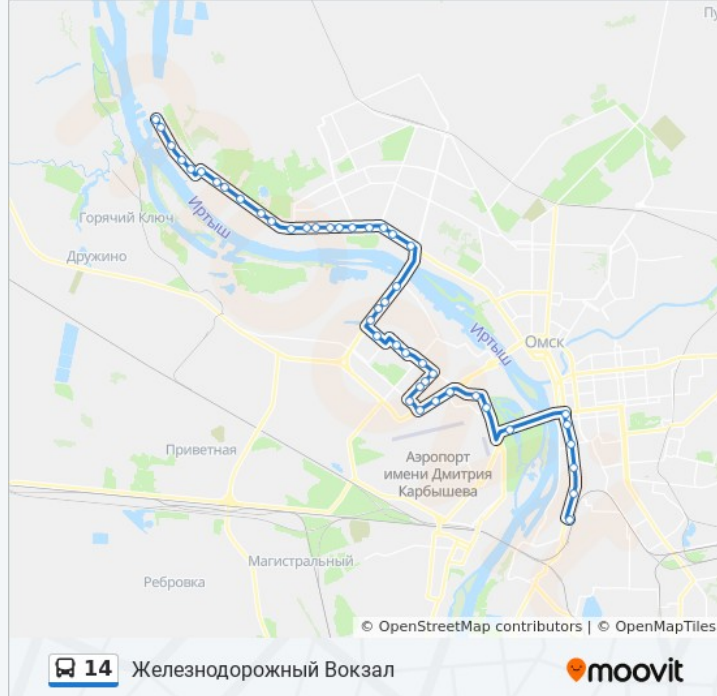 Пу
Иртыш
Горячий Ключ
Дружино
Иртыш
Омск
Приветная
Аэропорт
имени Дмитрия
Карбышева
Магистральный
Ребровка
© OpenStreetMap contributors | © OpenMapTiles
14 Железнодорожный Вокзал
moovit